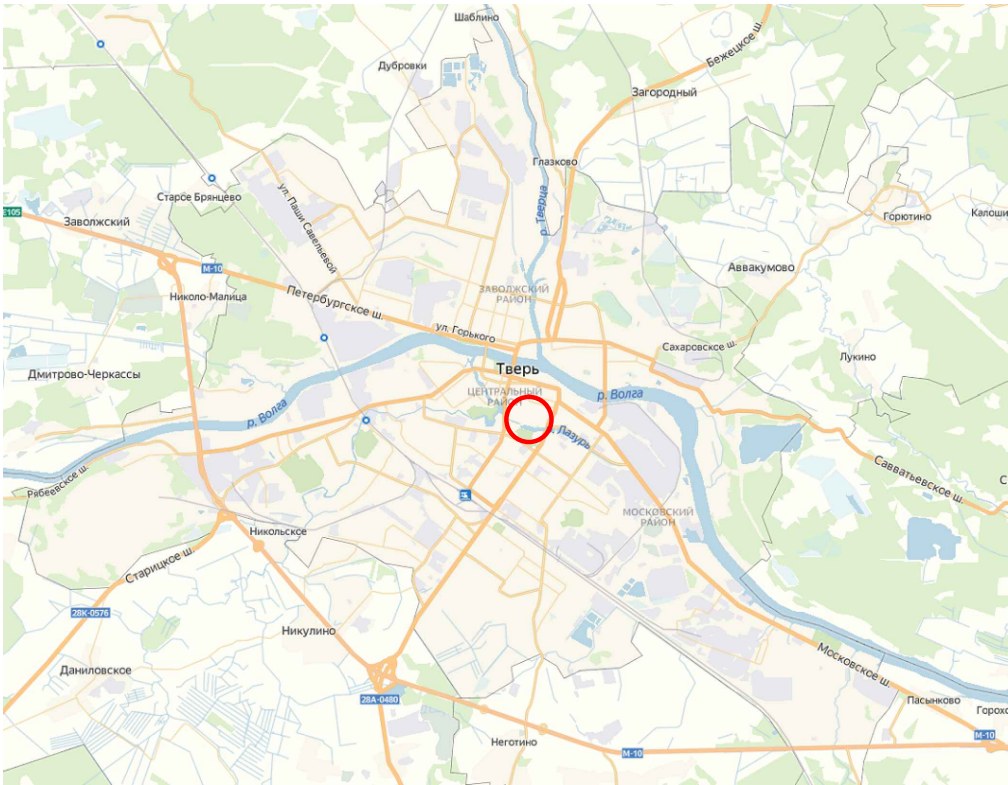 Шаблино
Дубровки
Бежецкое ш.
Загородный
Глазково
Старое Брянцево
ул. Паши Савельевой
р. Тверца
E105
Заволжский
Горютино
Калоши
М-10
Аввакумово
Николо-Малица
Петербургское ш.
ЗАВОЛЖСКИЙ
РАЙОН
ул. Горького
Сахаровское ш.
Лукино
Дмитрово-Черкассы
Тверь
ЦЕНТРАЛЬНЫЙ
РАЙОН
р. Волга
р. Волга
Лазурь
Рябеевское ш.
Савватьевское ш.
С
МОСКОВСКИЙ
РАЙОН
Никольское
Старицкое ш.
28К-0576
Никулино
Даниловское
Московское ш.
28А-0480
Пасынково
Горохо
М-10
Неготино
М-10